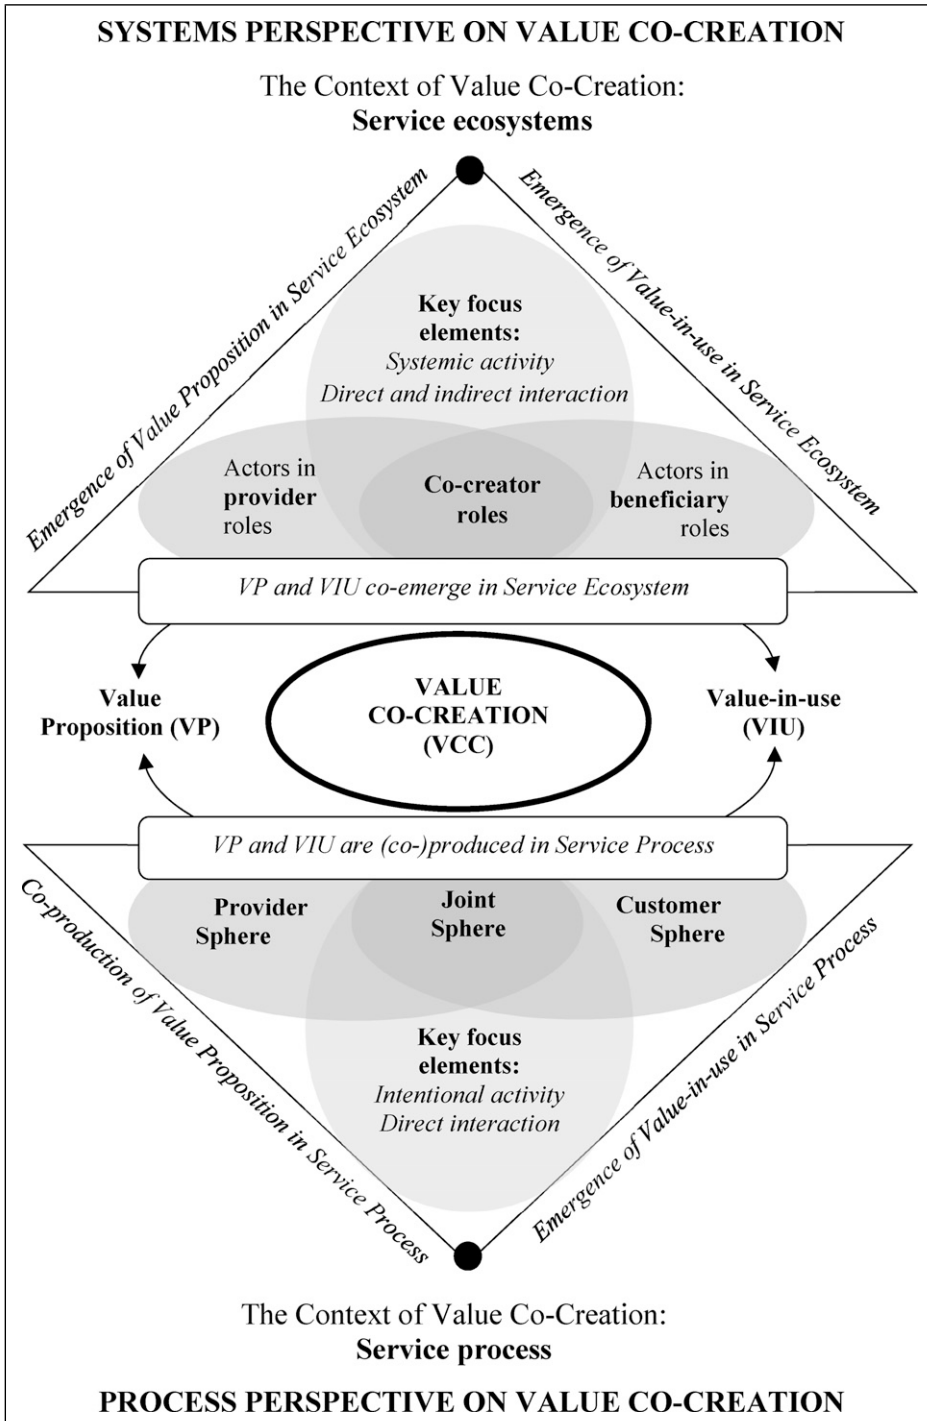 SYSTEMS PERSPECTIVE ON VALUE CO-CREATION
The Context of Value Co-Creation:
Service ecosystems
Emergence of Value Proposition in Service Ecosystem
Emergence of Value-in-use in Service Ecosystem
Key focus
elements:
Systemic activity
Direct and indirect interaction
Actors in
provider
roles
Co-creator
roles
Actors in
beneficiary
roles
VP and VIU co-emerge in Service Ecosystem
Value
Proposition (VP)
VALUE
CO-CREATION
(VCC)
Value-in-use
(VIU)
VP and VIU are (co-)produced in Service Process
Provider
Sphere
Joint
Sphere
Customer
Sphere
Co-production of Value Proposition in Service Process
Emergence of Value-in-use in Service Process
Key focus
elements:
Intentional activity
Direct interaction
The Context of Value Co-Creation:
Service process
PROCESS PERSPECTIVE ON VALUE CO-CREATION